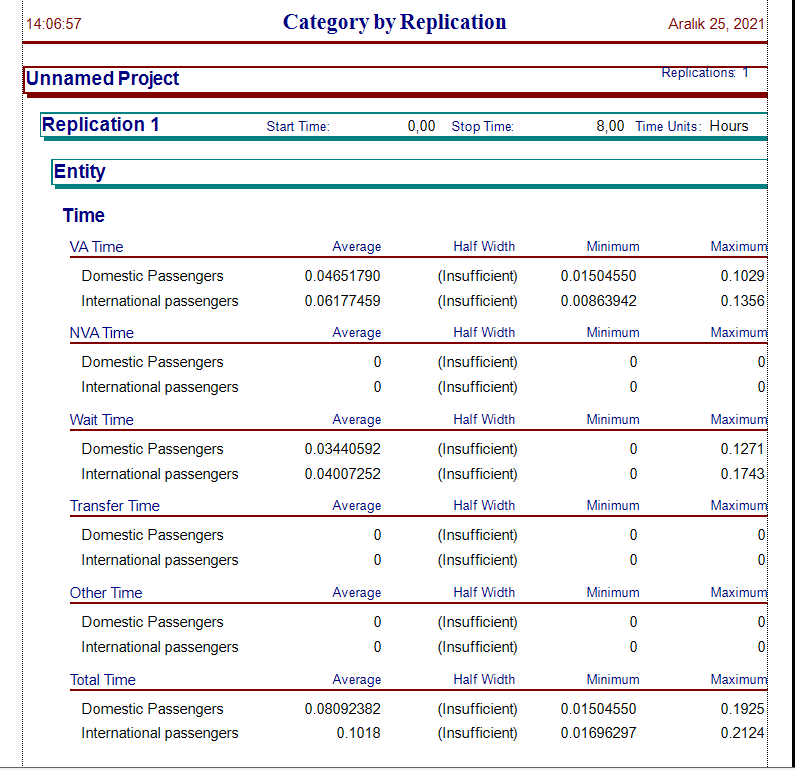 14:06:57 Category by Replication Aralık 25, 2021
Unnamed Project Replications: 1
Replication 1 Start Time: 0,00 Stop Time: 8,00 Time Units: Hours
Entity
Time
VA Time Average Half Width Minimum Maximum
Domestic Passengers 0.04651790 (Insufficient) 0.01504550 0.1029
International passengers 0.06177459 (Insufficient) 0.00863942 0.1356
NVA Time Average Half Width Minimum Maximum
Domestic Passengers 0 (Insufficient) 0 0
International passengers 0 (Insufficient) 0 0
Wait Time Average Half Width Minimum Maximum
Domestic Passengers 0.03440592 (Insufficient) 0 0.1271
International passengers 0.04007252 (Insufficient) 0 0.1743
Transfer Time Average Half Width Minimum Maximum
Domestic Passengers 0 (Insufficient) 0 0
International passengers 0 (Insufficient) 0 0
Other Time Average Half Width Minimum Maximum
Domestic Passengers 0 (Insufficient) 0 0
International passengers 0 (Insufficient) 0 0
Total Time Average Half Width Minimum Maximum
Domestic Passengers 0.08092382 (Insufficient) 0.01504550 0.1925
International passengers 0.1018 (Insufficient) 0.01696297 0.2124